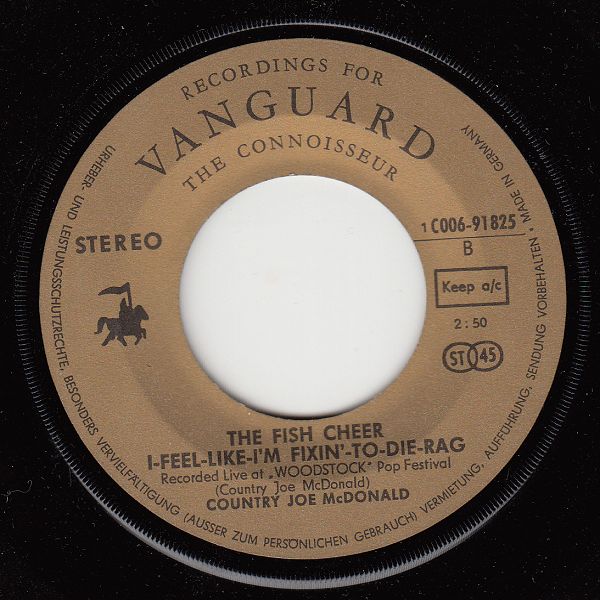 RECORDINGS FOR
VANGUARD
THE CONNOISSEUR
STEREO
1C006-91825
B
Keep a/c
2:50
ST 45
THE FISH CHEER
I-FEEL-LIKE-I'M FIXIN'-TO-DIE-RAG
Recorded Live at „WOODSTOCK" Pop Festival
(Country Joe McDonald)
COUNTRY JOE McDONALD
URHEBER- UND LEISTUNGSSCHUTZRECHTE, BESONDERS VERVIELFÄLTIGUNG (AUSSER ZUM PERSÖNLICHEN GEBRAUCH) VERMIETUNG, AUFFÜHRUNG, SENDUNG VORBEHALTEN • MADE IN GERMANY